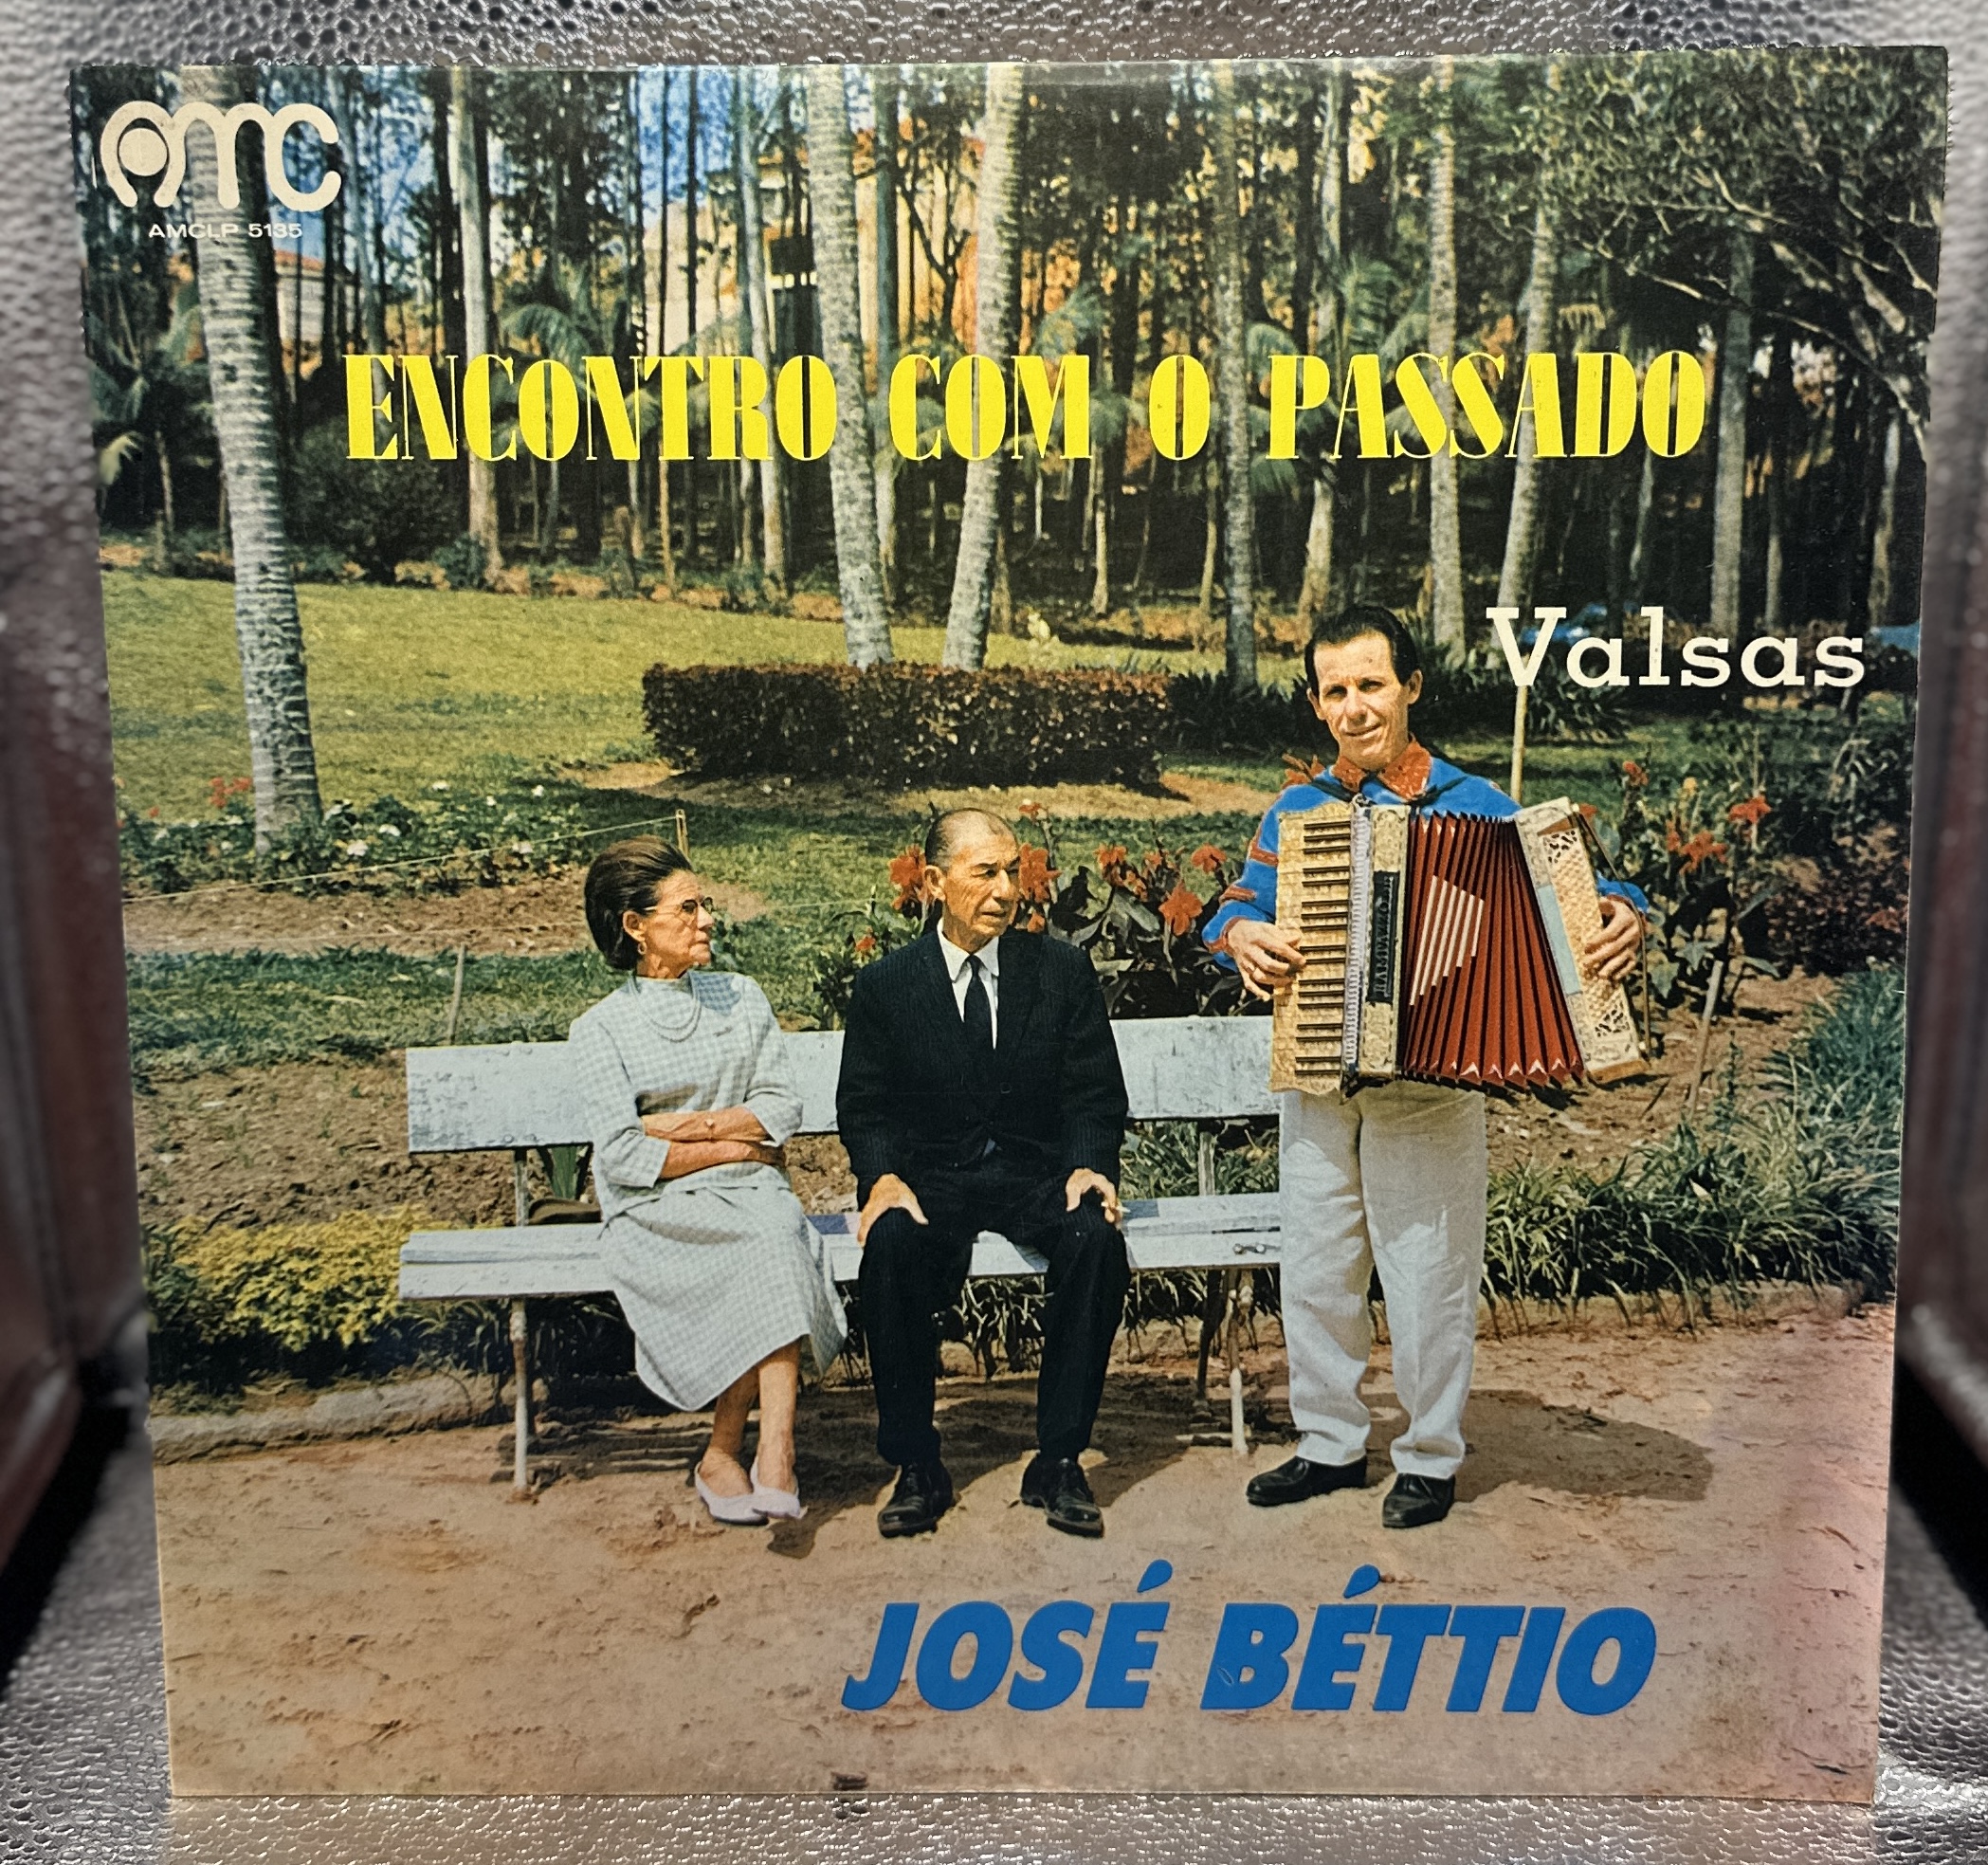 AMC
AMCLP 5135
ENCONTRO COM O PASSADO
Valsas
JOSÉ BÉTTIO